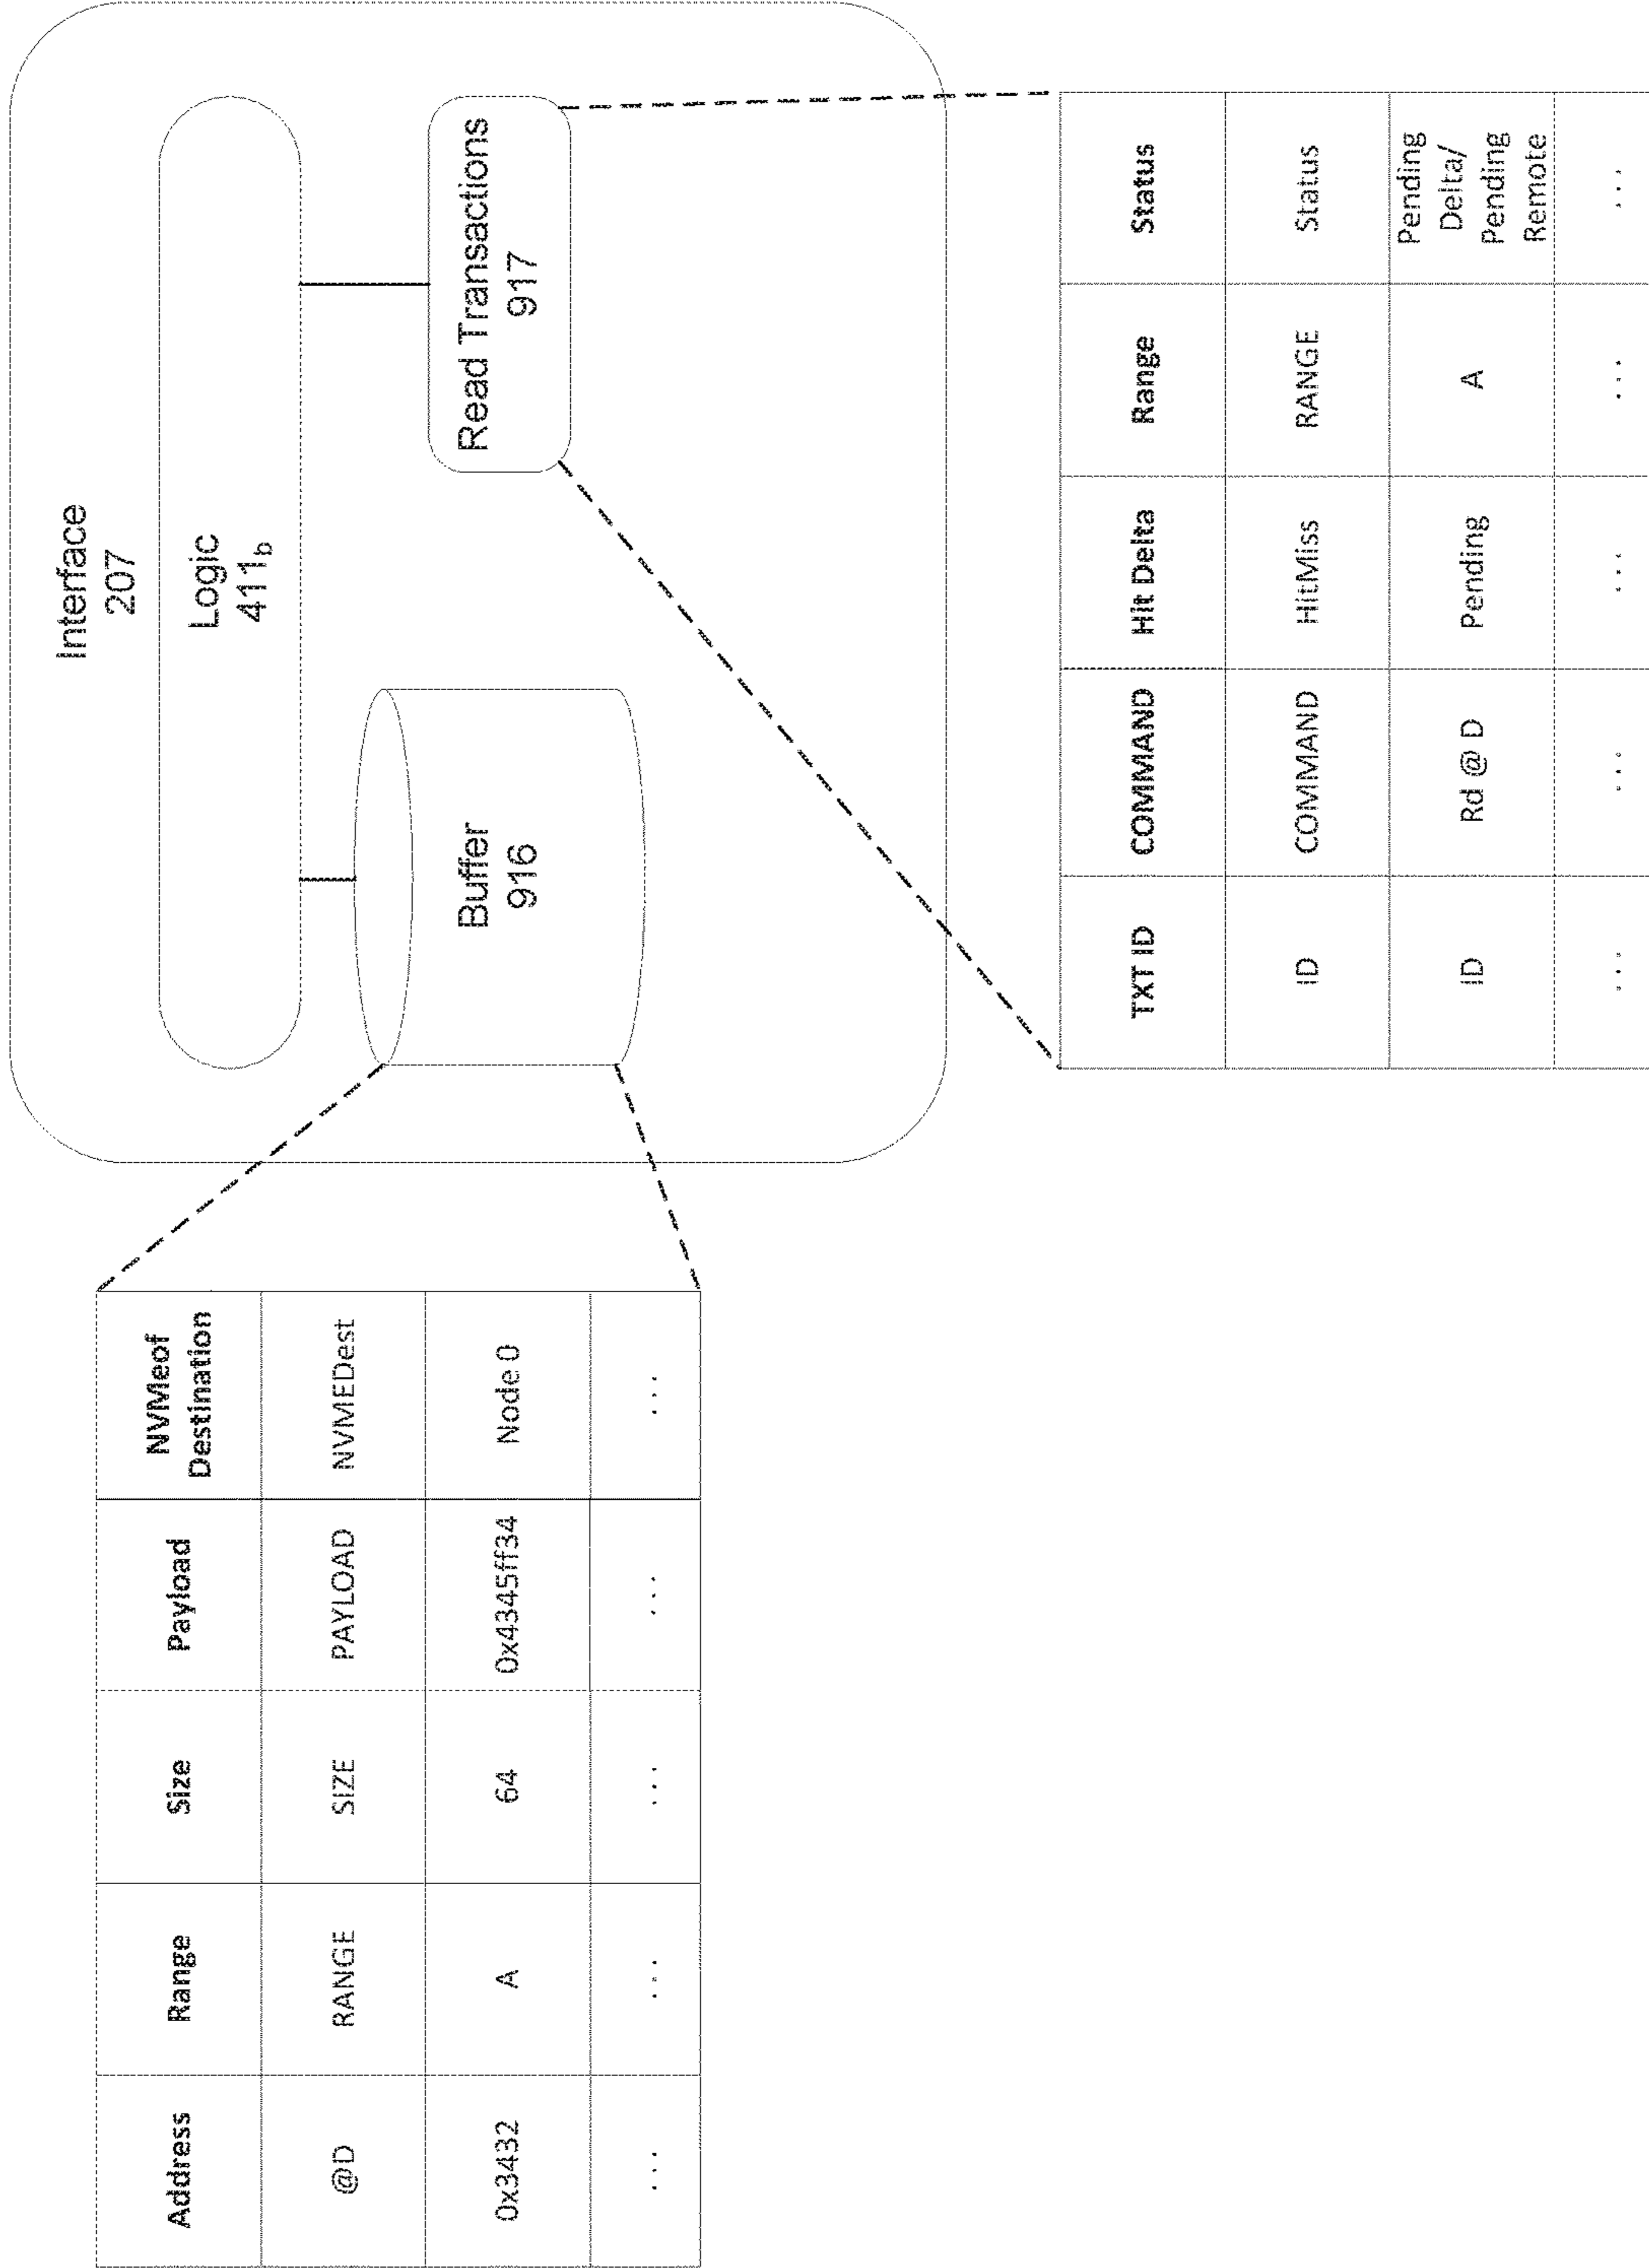 Interface
207
Logic
411b
Buffer
916
Read Transactions
917
Address Range Size Payload NVMeof Destination
@D RANGE SIZE PAYLOAD NVMEDest
0x3432 A 64 0x4345ff34 Node 0
... ... ... ... ...
TXT ID COMMAND Hit Delta Range Status
ID COMMAND HitMiss RANGE Status
ID Rd @ D Pending A Pending Delta/ Pending Remote
... ... ... ... ...